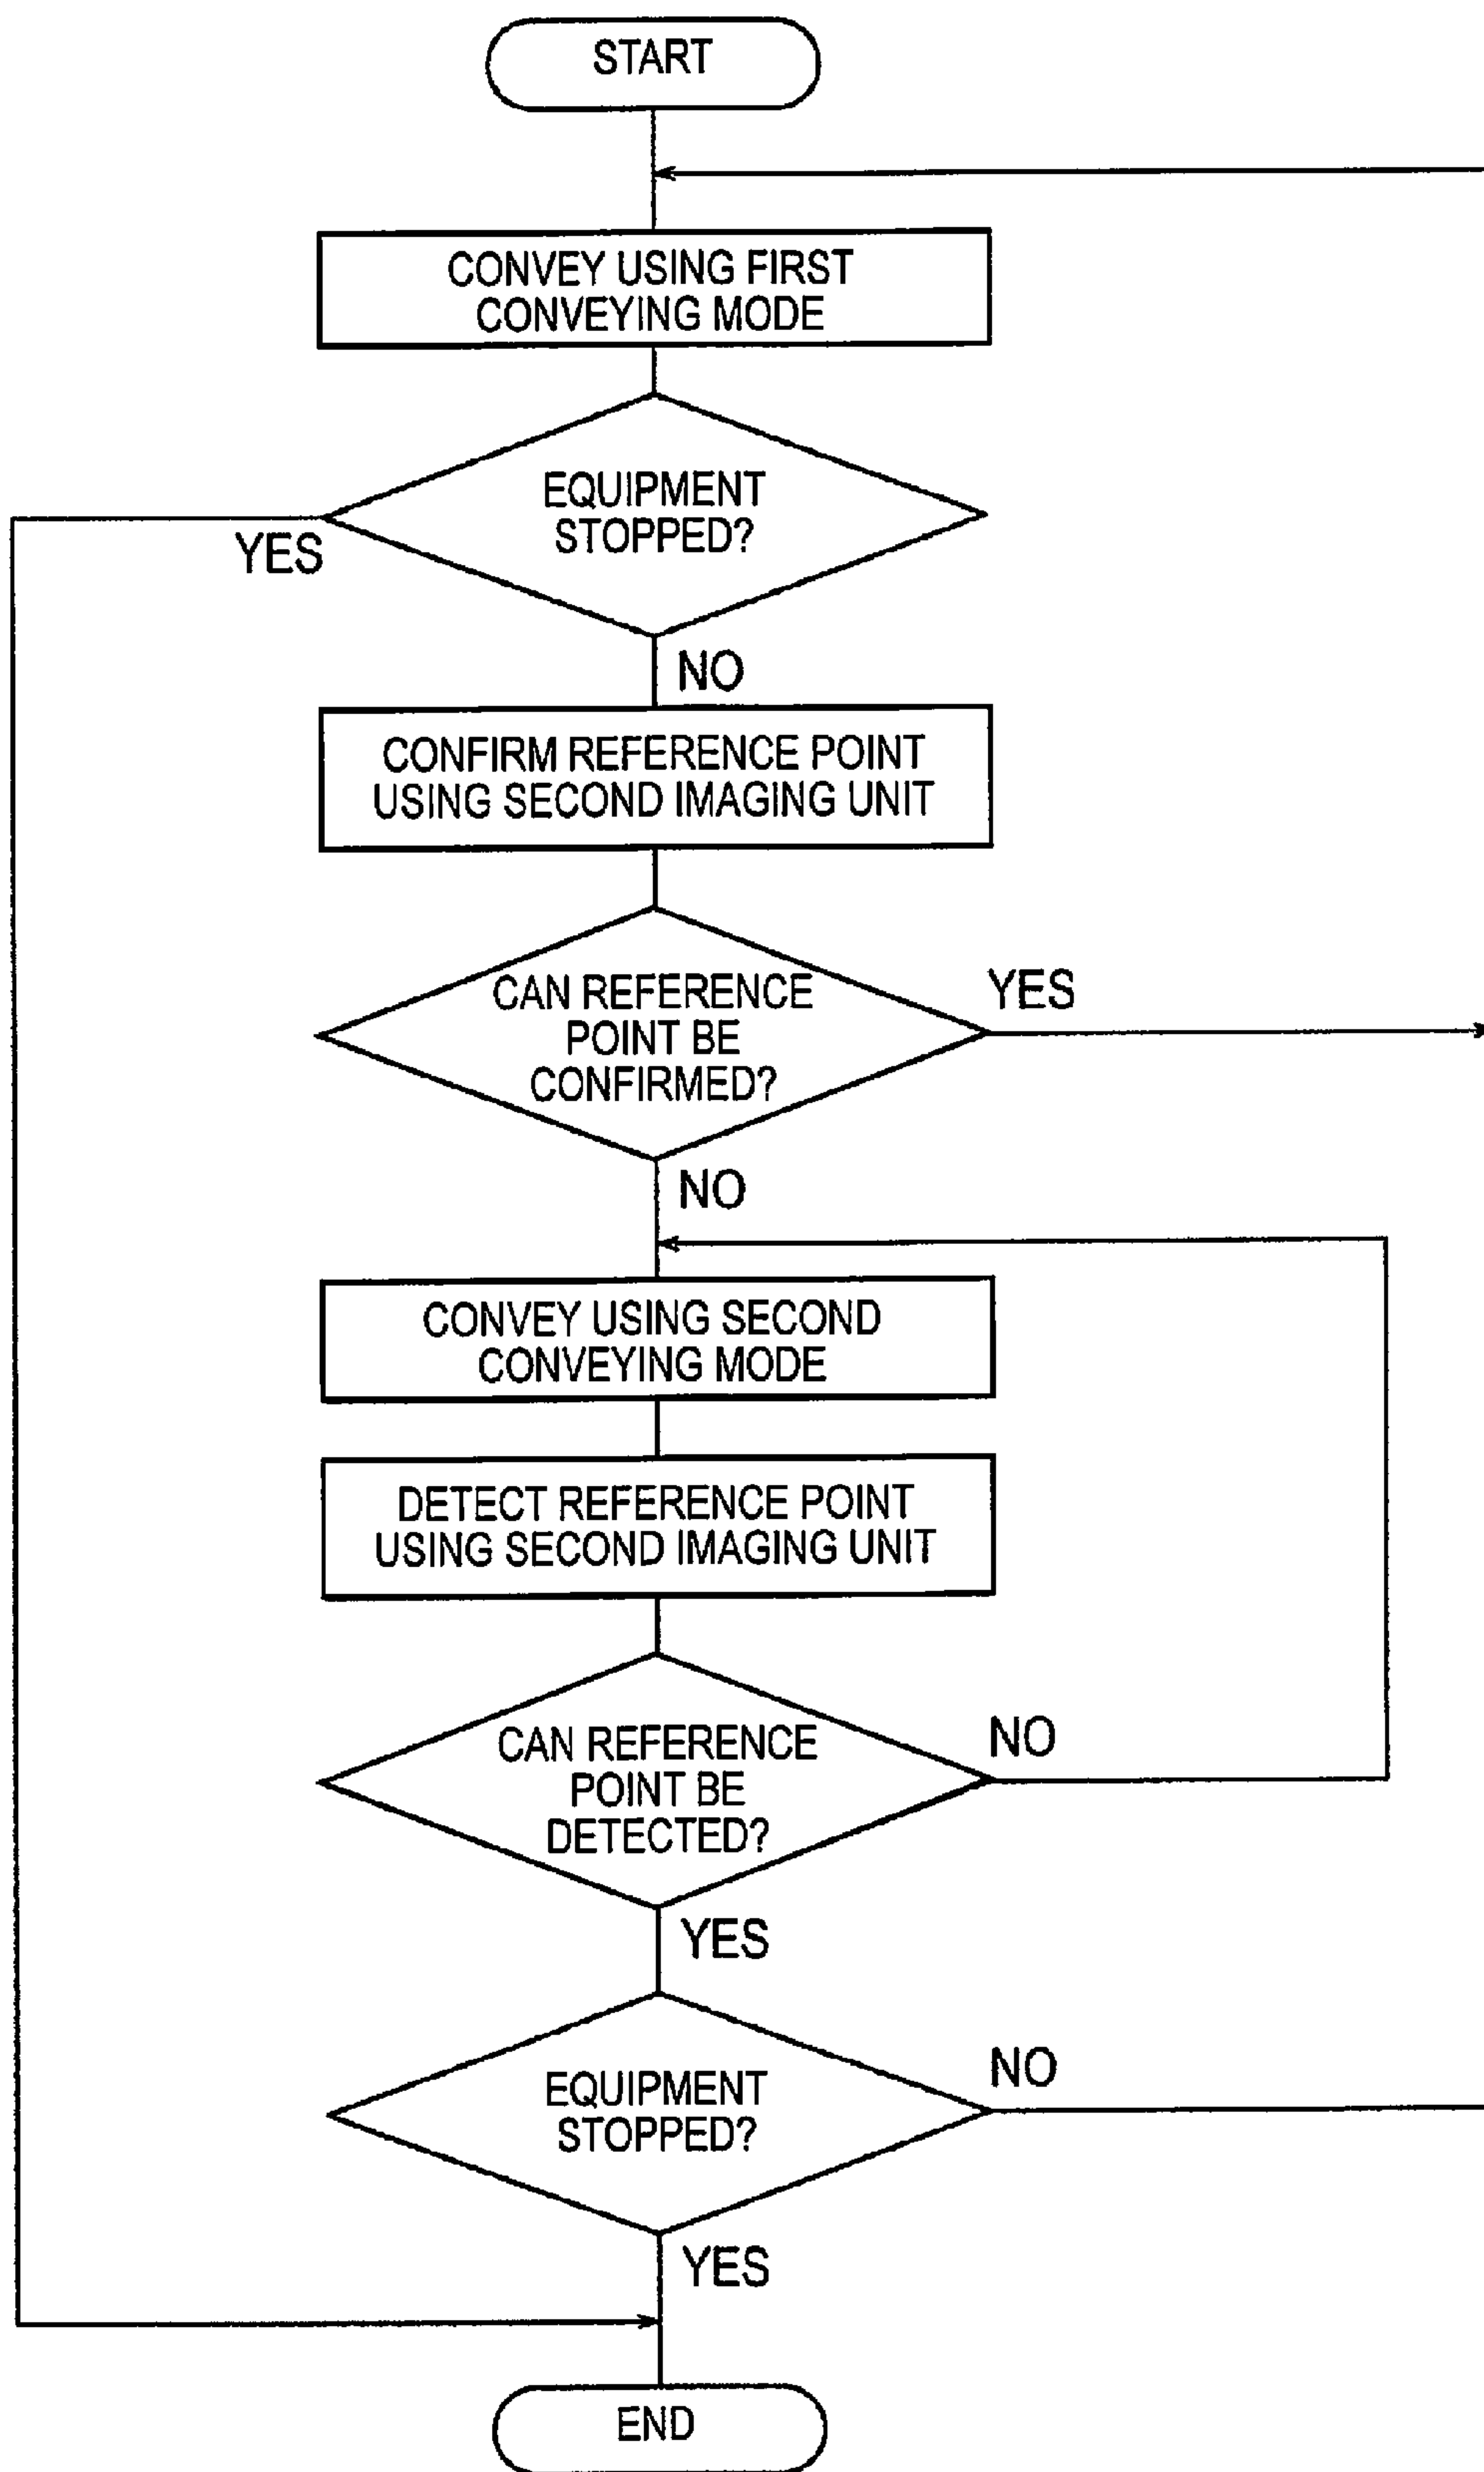 START
CONVEY USING FIRST
CONVEYING MODE
EQUIPMENT
STOPPED?
YES
NO
CONFIRM REFERENCE POINT
USING SECOND IMAGING UNIT
CAN REFERENCE
POINT BE
CONFIRMED?
YES
NO
CONVEY USING SECOND
CONVEYING MODE
DETECT REFERENCE POINT
USING SECOND IMAGING UNIT
CAN REFERENCE
POINT BE
DETECTED?
NO
YES
EQUIPMENT
STOPPED?
NO
YES
END